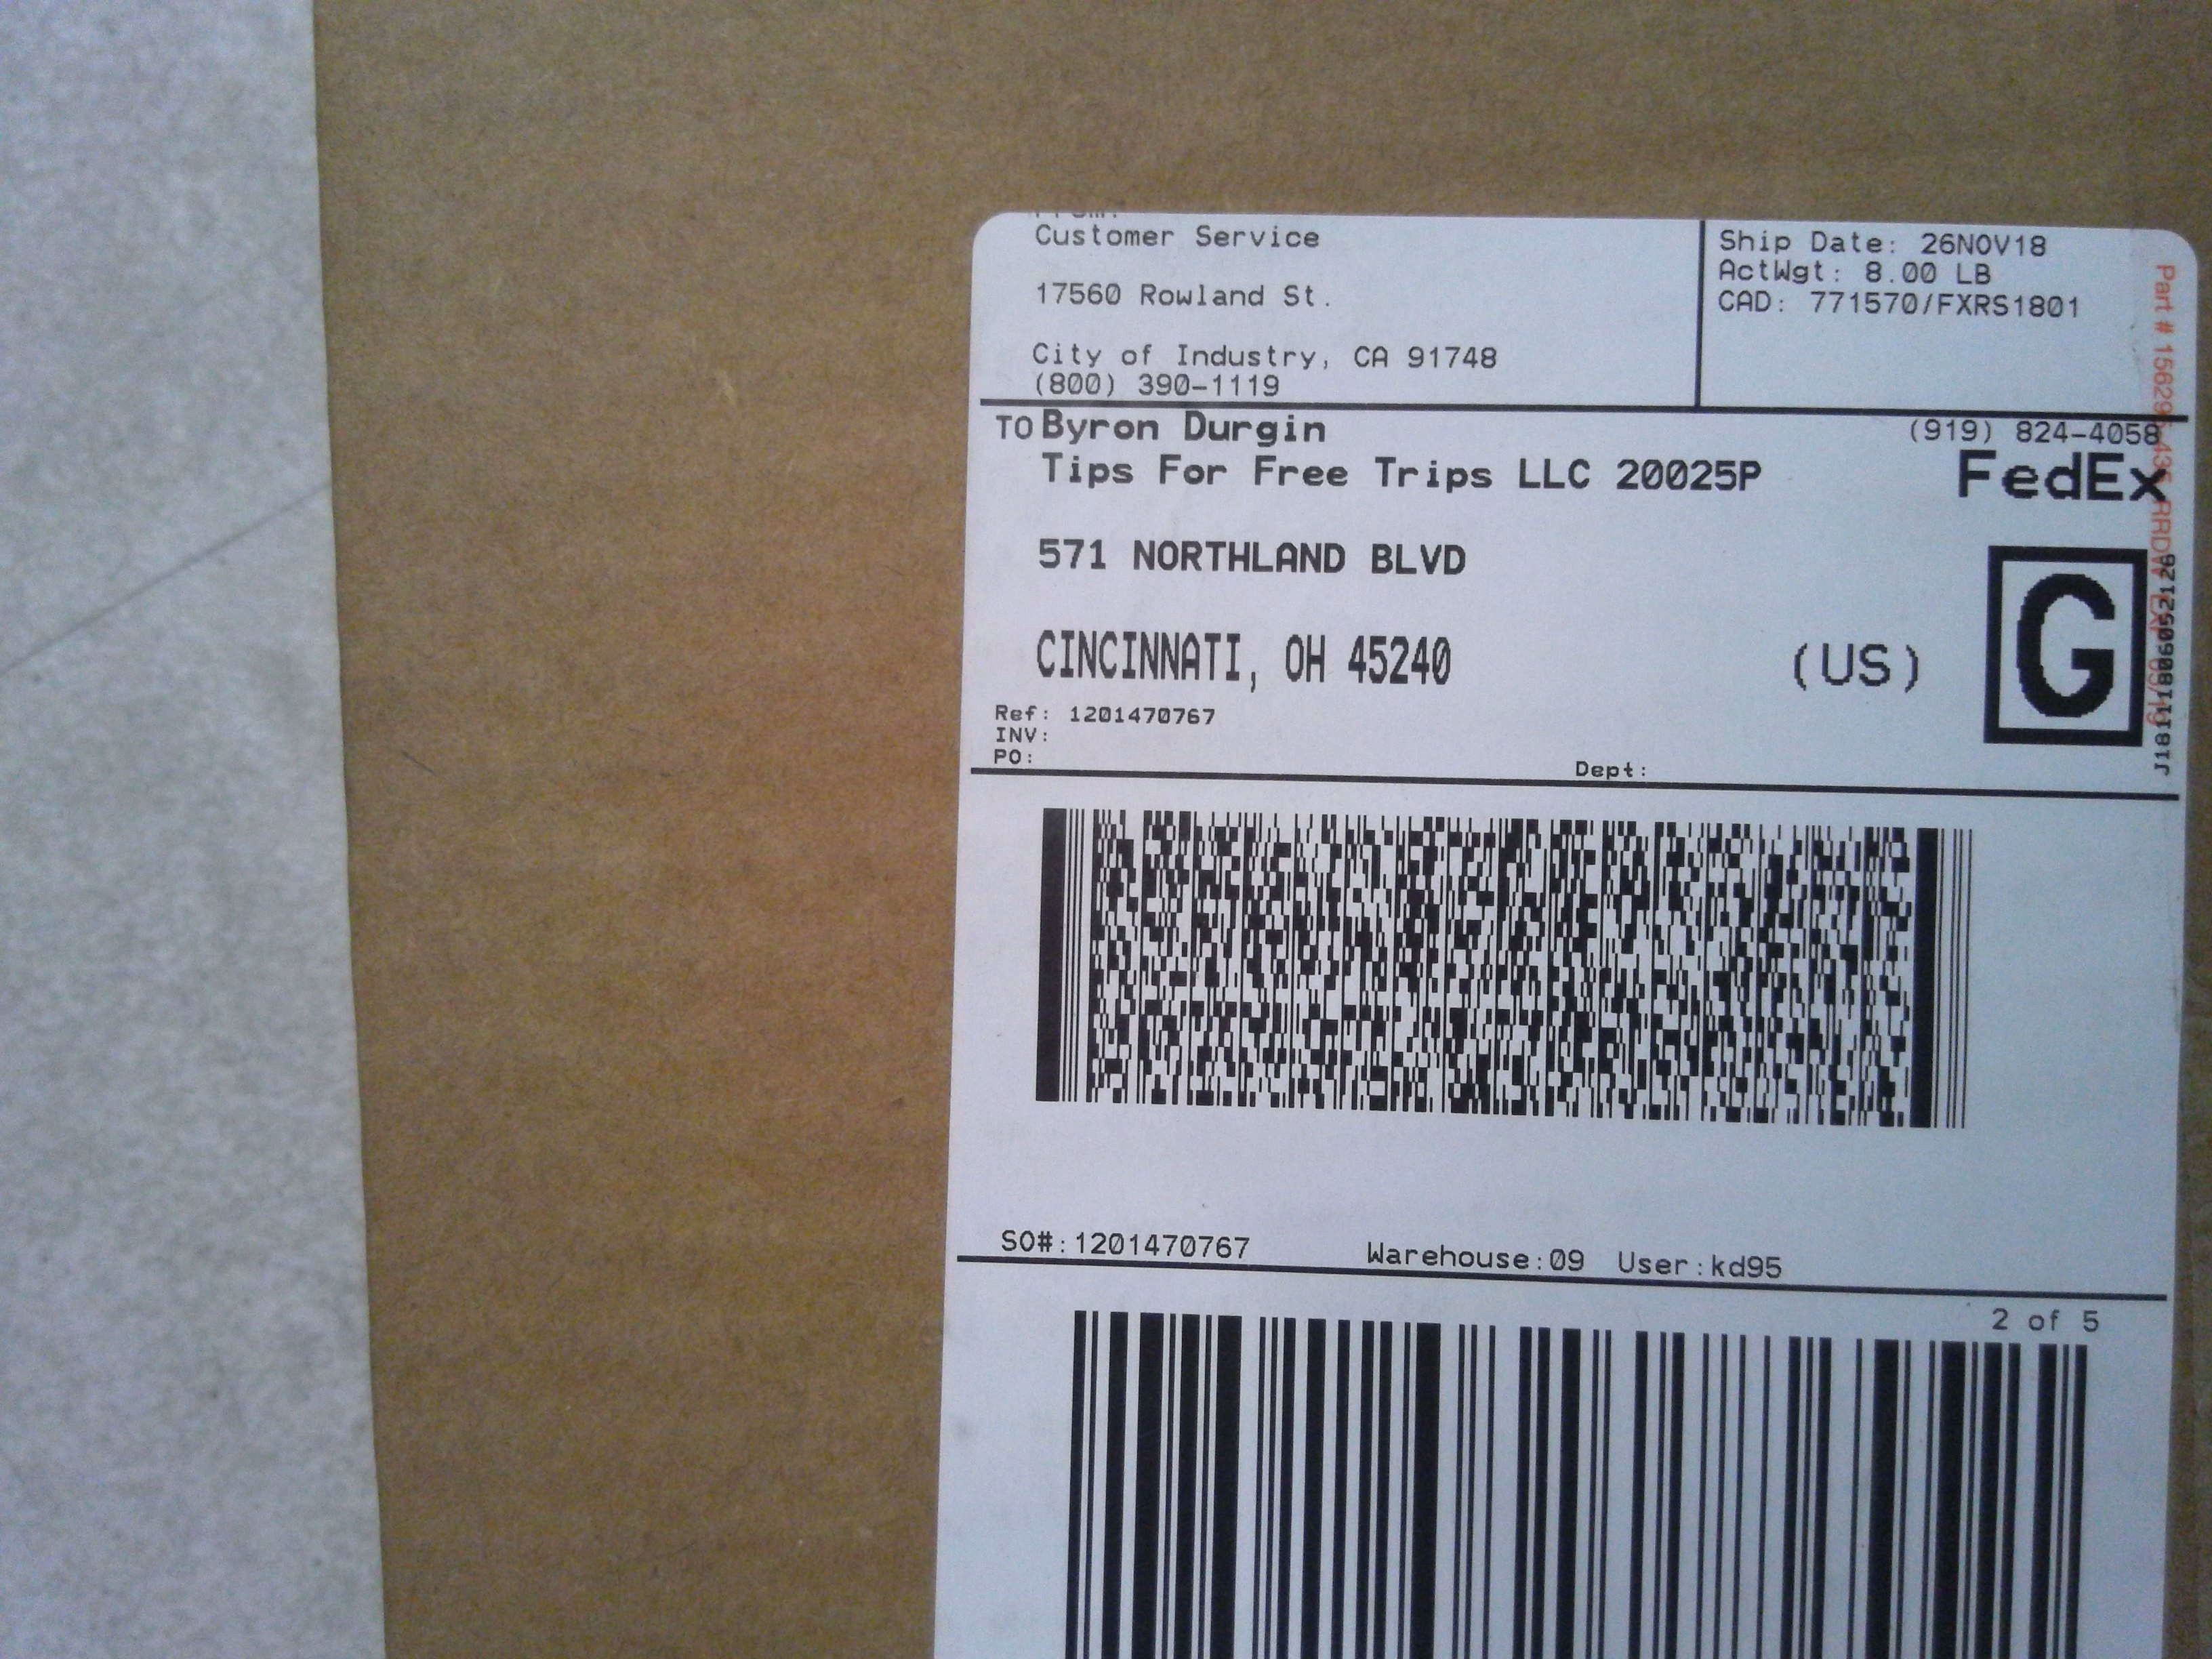 Customer Service
17560 Rowland St.
City of Industry, CA 91748
(800) 390-1119
Ship Date: 26NOV18
ActWgt: 8.00 LB
CAD: 771570/FXRS1801
TO Byron Durgin
(919) 824-4058
Tips For Free Trips LLC 20025P
FedEx
571 NORTHLAND BLVD
CINCINNATI, OH 45240
(US)
G
Ref: 1201470767
INV:
PO:
Dept:
Part #
SO#:1201470767 Warehouse:09 User:kd95
2 of 5